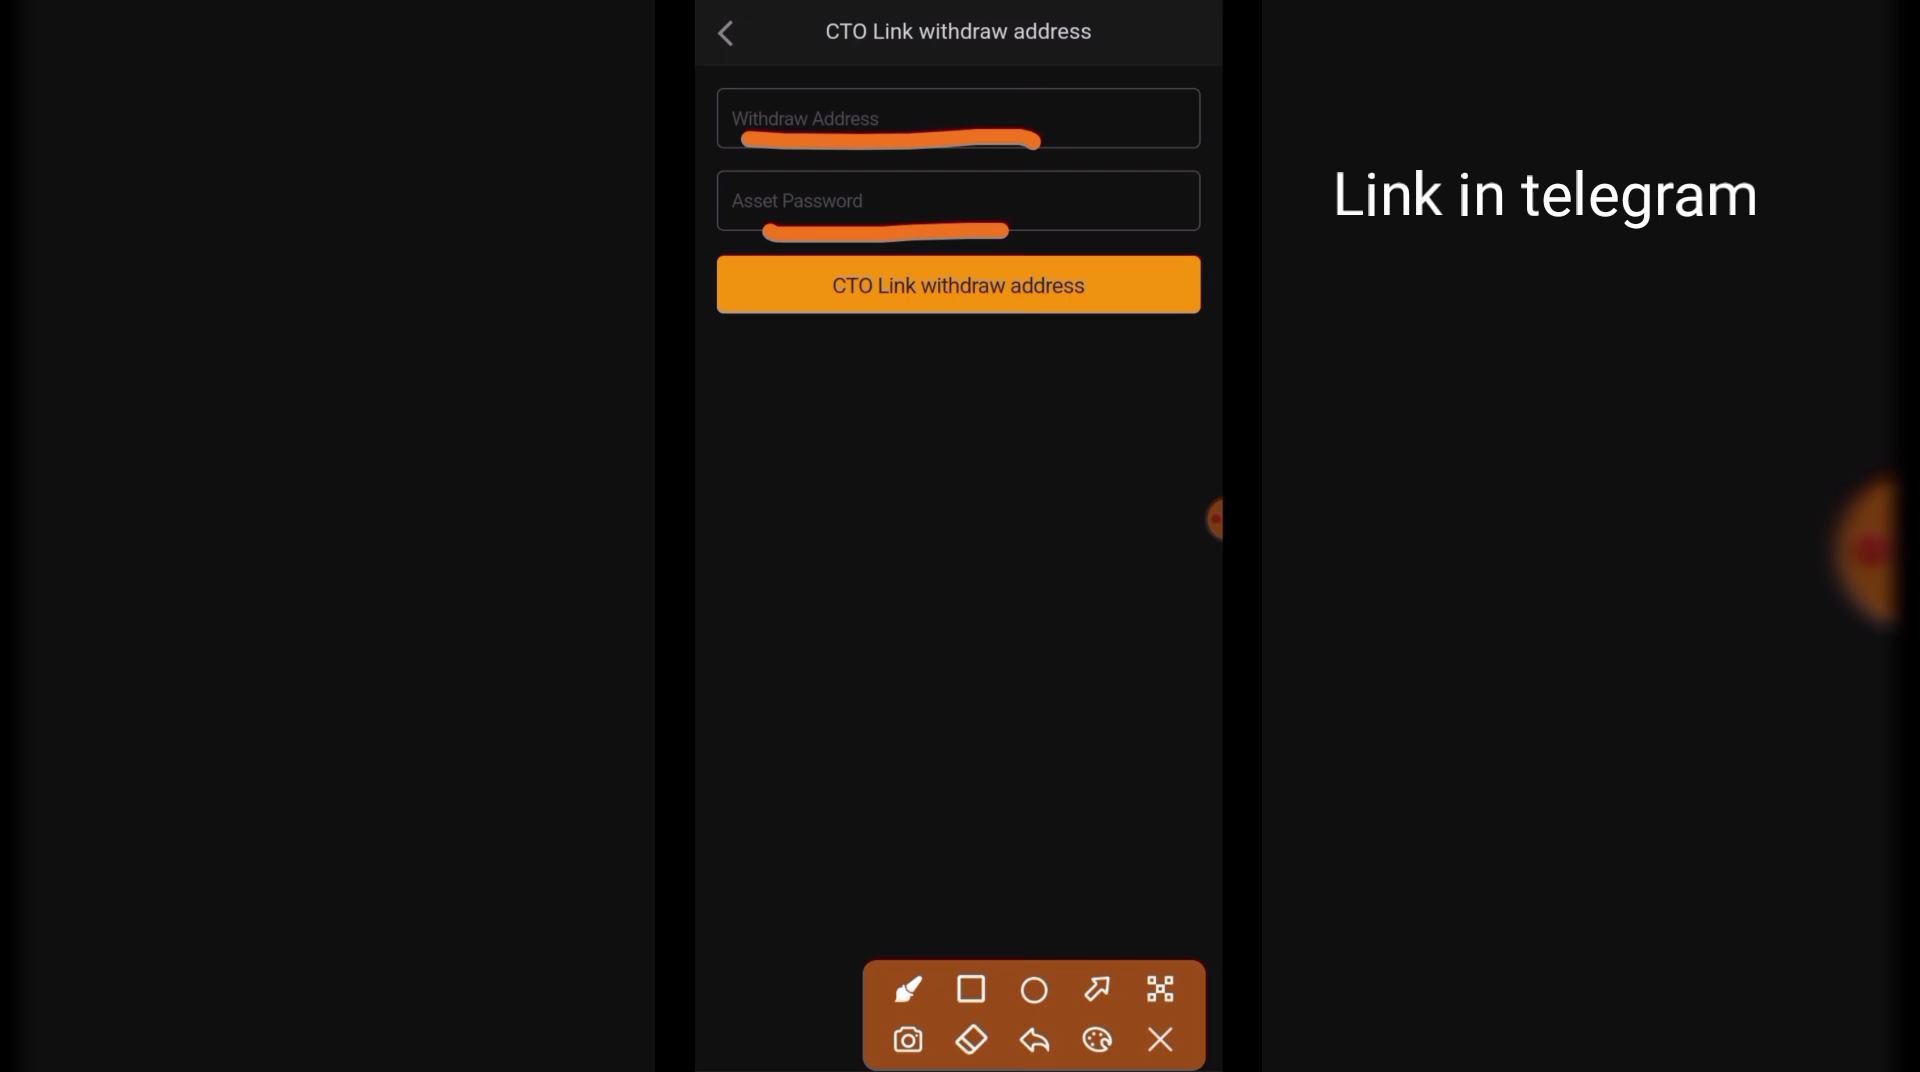 CTO Link withdraw address
Withdraw Address
Asset Password
CTO Link withdraw address
Link in telegram